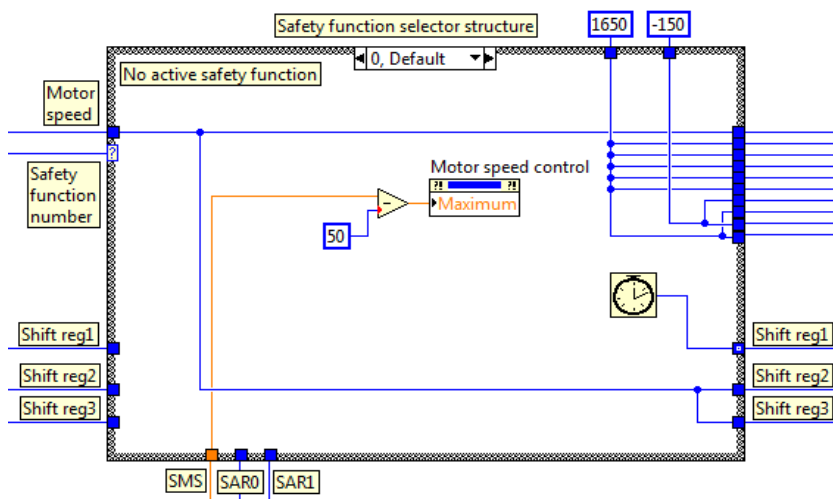 Safety function selector structure
1650
-150
0, Default
No active safety function
Motor
speed
?
Safety
function
number
Motor speed control
?! ?!
Maximum
-
50
Shift reg1
Shift reg2
Shift reg3
Shift reg1
Shift reg2
Shift reg3
SMS
SAR0
SAR1